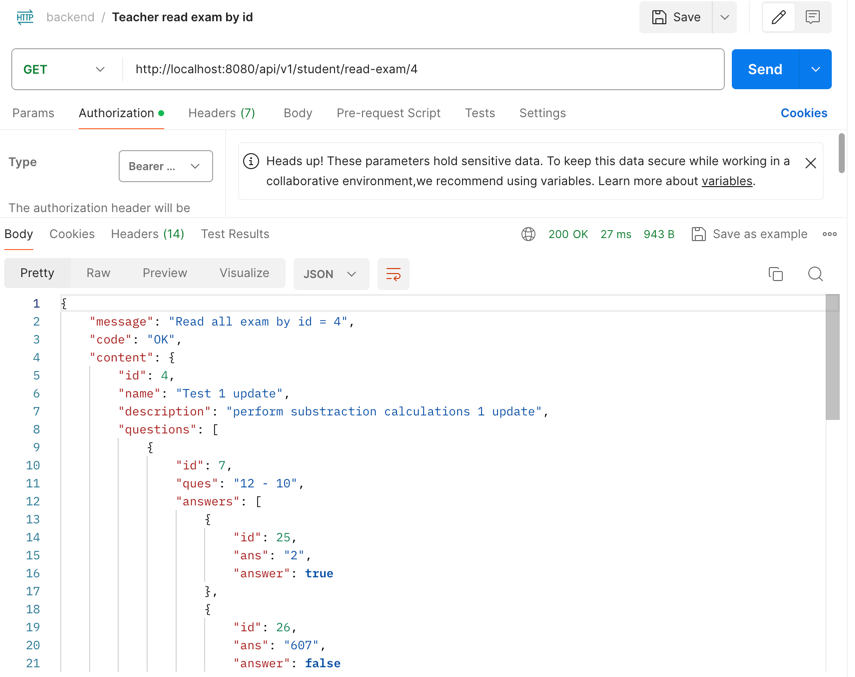 HTTP backend / Teacher read exam by id Save
GET http://localhost:8080/api/v1/student/read-exam/4 Send
Params Authorization Headers (7) Body Pre-request Script Tests Settings Cookies
Type Bearer ...
Heads up! These parameters hold sensitive data. To keep this data secure while working in a
collaborative environment,we recommend using variables. Learn more about variables.
The authorization header will be
Body Cookies Headers (14) Test Results 200 OK 27 ms 943 B Save as example
Pretty Raw Preview Visualize JSON
1 {
2 "message": "Read all exam by id = 4",
3 "code": "OK",
4 "content": {
5 "id": 4,
6 "name": "Test 1 update",
7 "description": "perform substraction calculations 1 update",
8 "questions": [
9 {
10 "id": 7,
11 "ques": "12 - 10",
12 "answers": [
13 {
14 "id": 25,
15 "ans": "2",
16 "answer": true
17 },
18 {
19 "id": 26,
20 "ans": "607",
21 "answer": false